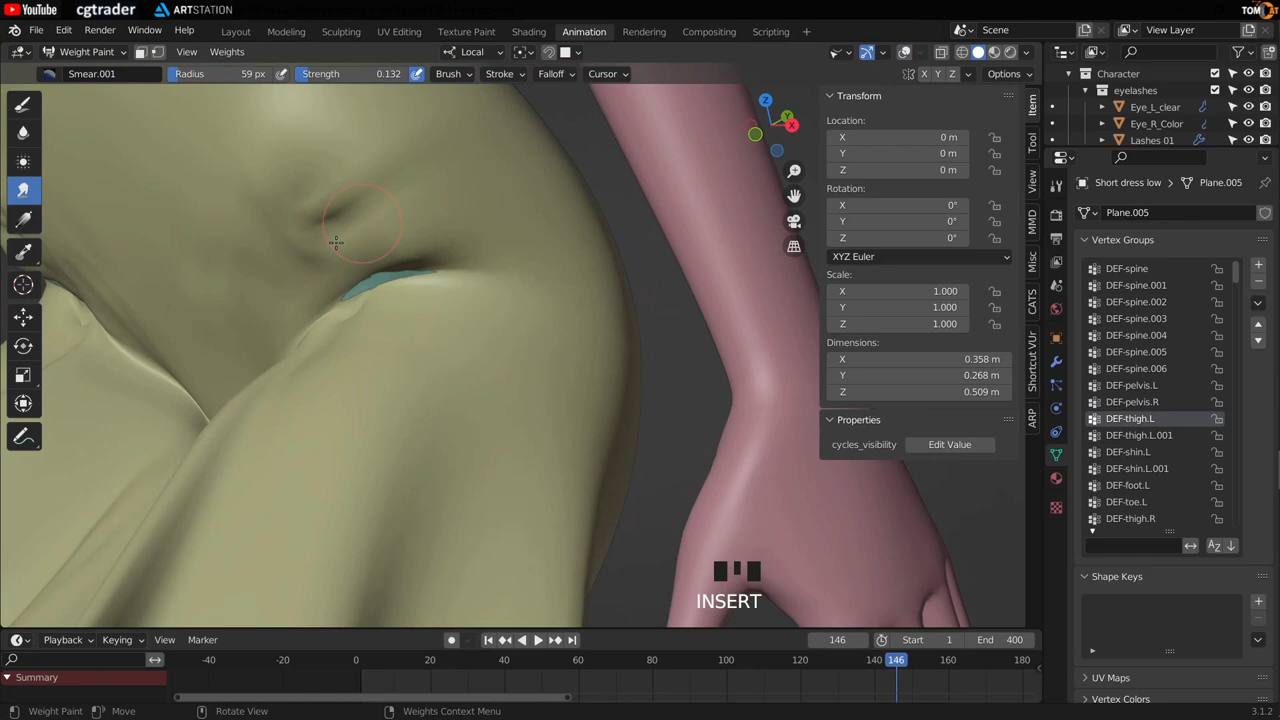 YouTube cgtrader ARTSTATION TOMCAT
File Edit Render Window Help Layout Modeling Sculpting UV Editing Texture Paint Shading Animation Rendering Compositing Scripting + Scene View Layer
Weight Paint View Weights Local Options
Smear.001 Radius 59 px Strength 0.132 Brush Stroke Falloff Cursor X Y Z Options
Character
eyelashes
Eye_L_clear
Eye_R_Color
Lashes 01
Transform
Location:
X 0 m
Y 0 m
Z 0 m
Rotation:
X 0°
Y 0°
Z 0°
XYZ Euler
Scale:
X 1.000
Y 1.000
Z 1.000
Dimensions:
X 0.358 m
Y 0.268 m
Z 0.509 m
Properties
cycles_visibility Edit Value
Item
Tool
View
MMD
Misc
CATS
Shortcut VUr
ARP
Z
Y
X
Short dress low Plane.005
Plane.005
Vertex Groups
DEF-spine
DEF-spine.001
DEF-spine.002
DEF-spine.003
DEF-spine.004
DEF-spine.005
DEF-spine.006
DEF-pelvis.L
DEF-pelvis.R
DEF-thigh.L
DEF-thigh.L.001
DEF-shin.L
DEF-shin.L.001
DEF-foot.L
DEF-toe.L
DEF-thigh.R
Shape Keys
UV Maps
Vertex Colors
INSERT
Playback Keying View Marker 146 Start 1 End 400
-40 -20 0 20 40 60 80 100 120 140 146 160 180
Summary
Weight Paint Move Rotate View Weights Context Menu 3.1.2